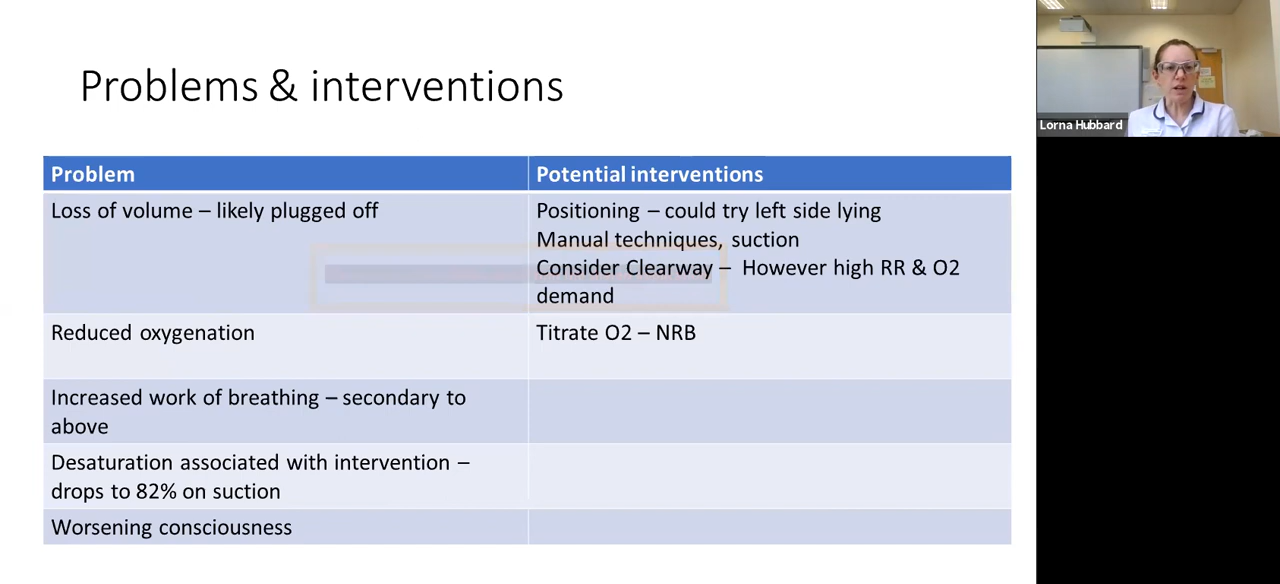 Problems & interventions
Lorna Hubbard
Problem
Potential interventions
Loss of volume – likely plugged off
Positioning – could try left side lying
Manual techniques, suction
Consider Clearway – However high RR & O2
demand
Reduced oxygenation
Titrate O2 – NRB
Increased work of breathing – secondary to
above
Desaturation associated with intervention –
drops to 82% on suction
Worsening consciousness